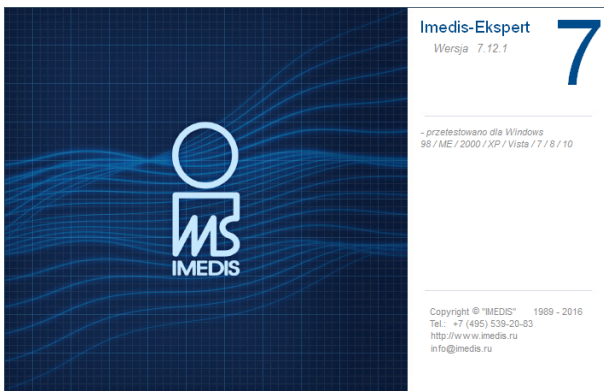 MS
IMEDIS
Imedis-Ekspert 7
Wersja 7.12.1
- przetestowano dla Windows
98 / ME / 2000 / XP / Vista / 7 / 8 / 10
Copyright © "IMEDIS" 1989 - 2016
Tel.: +7 (495) 539-20-83
http://www.imedis.ru
info@imedis.ru